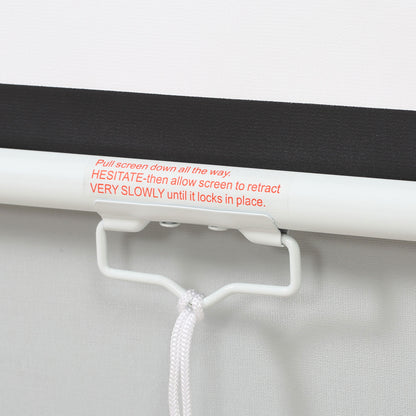 Pull screen down all the way.
HESITATE-then allow screen to retract
VERY SLOWLY until it locks in place.